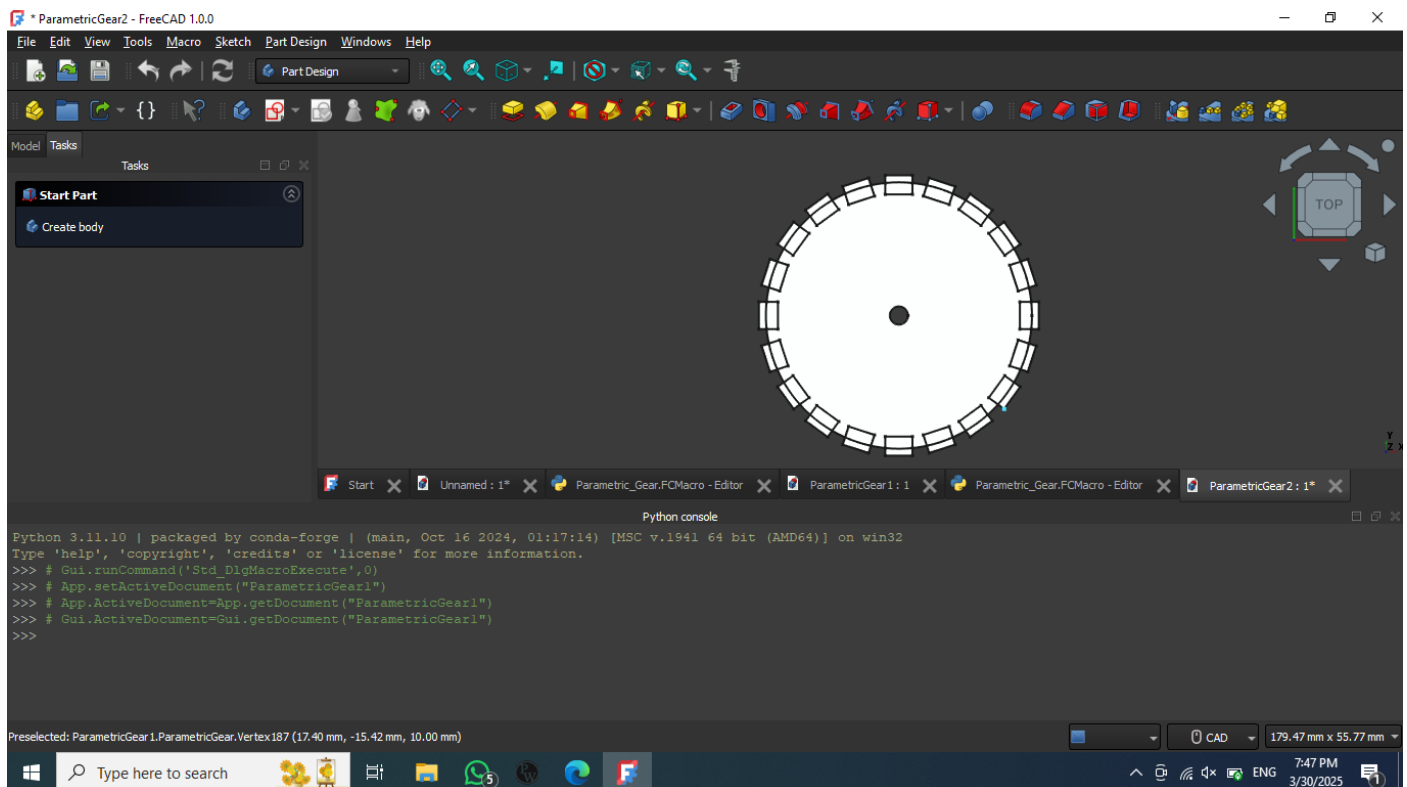 * ParametricGear2 - FreeCAD 1.0.0
File Edit View Tools Macro Sketch Part Design Windows Help
Part Design
Model Tasks
Tasks
Start Part
Create body
TOP
Y
Z X
Start Unnamed : 1* Parametric_Gear.FCMacro - Editor ParametricGear1 : 1 Parametric_Gear.FCMacro - Editor ParametricGear2 : 1*
Python console
Python 3.11.10 | packaged by conda-forge | (main, Oct 16 2024, 01:17:14) [MSC v.1941 64 bit (AMD64)] on win32
Type 'help', 'copyright', 'credits' or 'license' for more information.
>>> # Gui.runCommand('Std_DlgMacroExecute',0)
>>> # App.setActiveDocument("ParametricGear1")
>>> # App.ActiveDocument=App.getDocument("ParametricGear1")
>>> # Gui.ActiveDocument=Gui.getDocument("ParametricGear1")
>>>
Preselected: ParametricGear1.ParametricGear.Vertex187 (17.40 mm, -15.42 mm, 10.00 mm)
CAD
179.47 mm x 55.77 mm
Type here to search
5
ENG
7:47 PM
3/30/2025
1